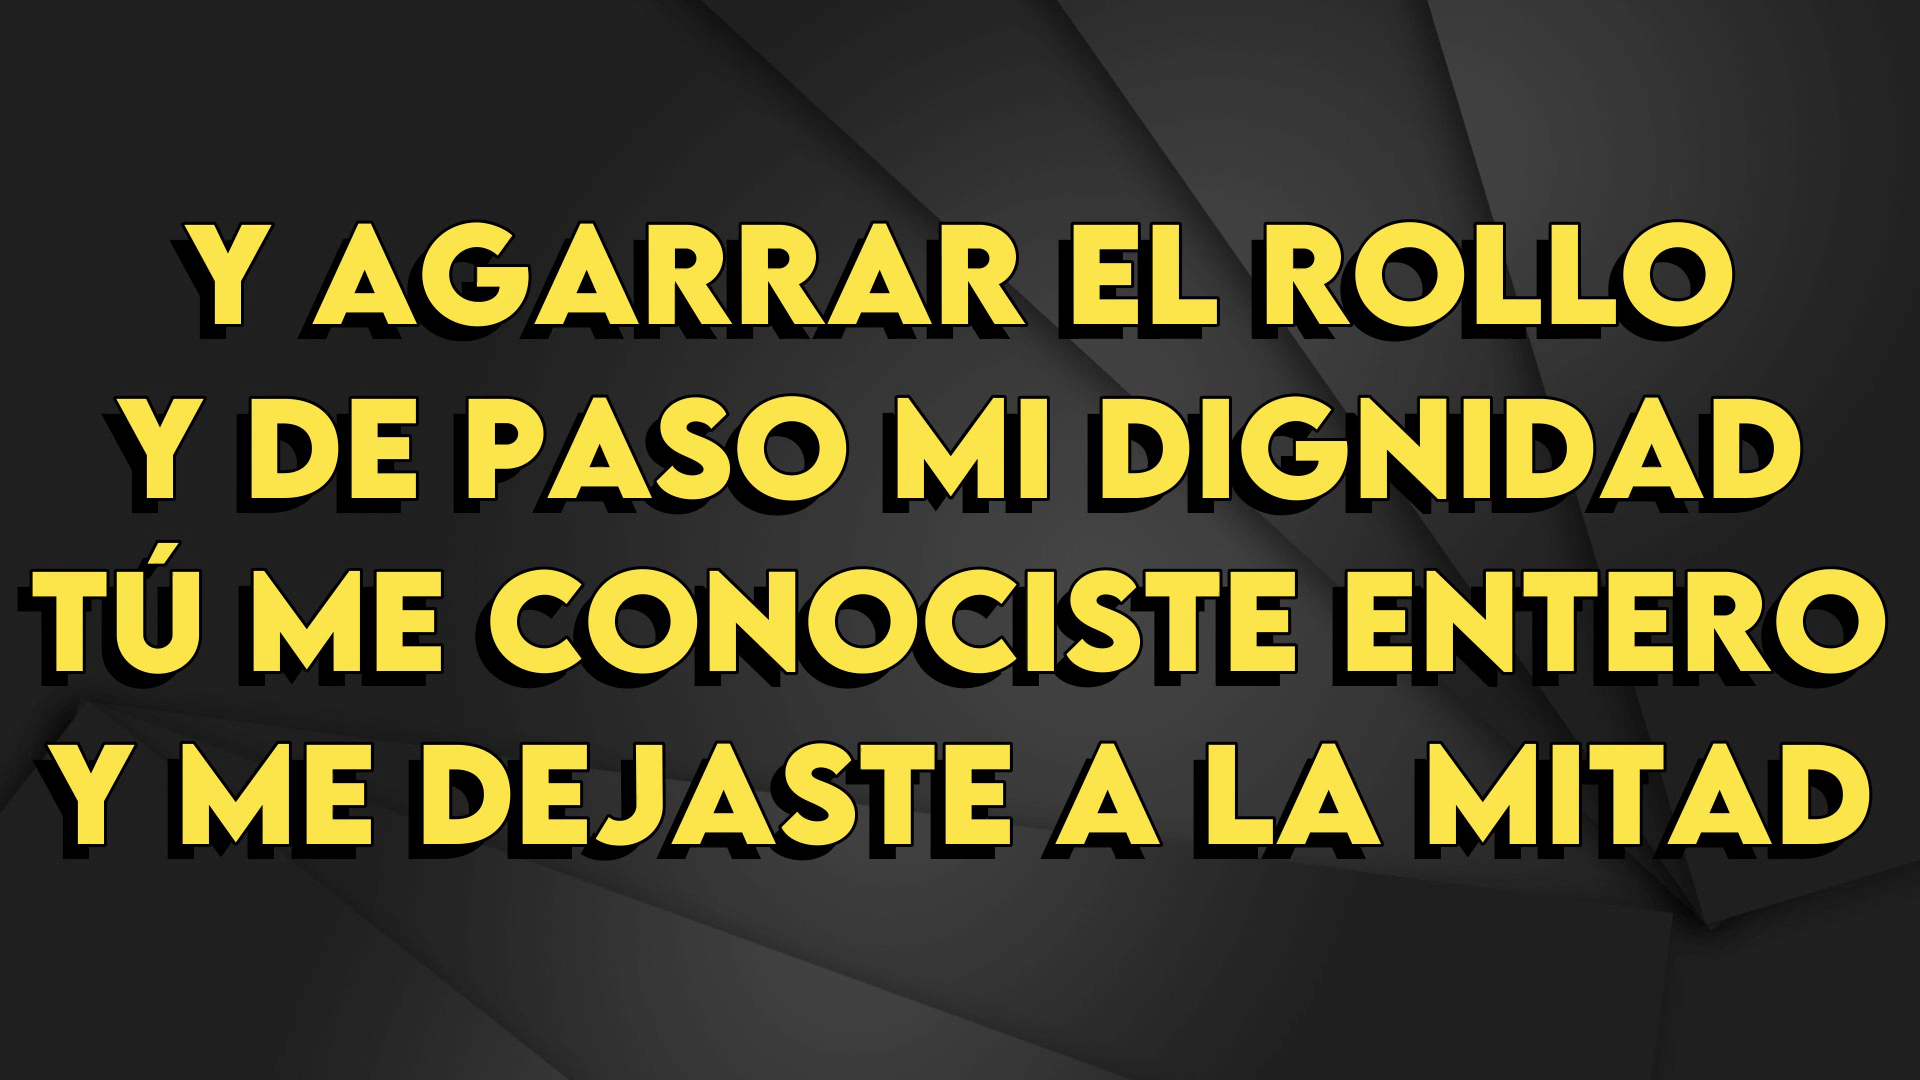 Y AGARRAR EL ROLLO
Y DE PASO MI DIGNIDAD
TÚ ME CONOCISTE ENTERO
Y ME DEJASTE A LA MITAD